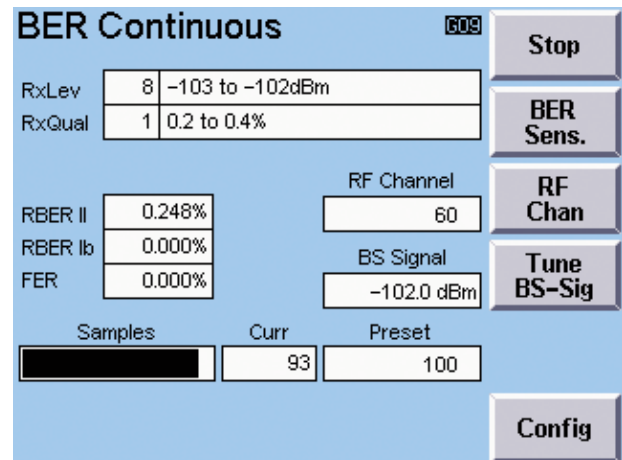 BER Continuous G09
RxLev 8 –103 to –102dBm
RxQual 1 0.2 to 0.4%
RF Channel
RBER II 0.248% 60
RBER Ib 0.000%
BS Signal
FER 0.000% –102.0 dBm
Samples Curr Preset
93 100
Stop
BER
Sens.
RF
Chan
Tune
BS–Sig
Config